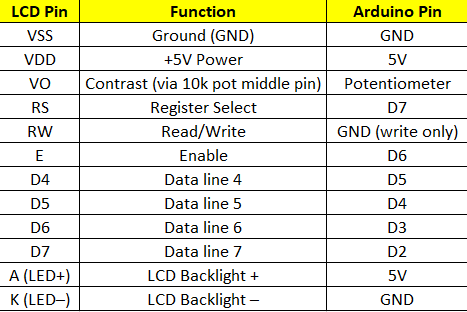 LCD Pin Function Arduino Pin
VSS Ground (GND) GND
VDD +5V Power 5V
VO Contrast (via 10k pot middle pin) Potentiometer
RS Register Select D7
RW Read/Write GND (write only)
E Enable D6
D4 Data line 4 D5
D5 Data line 5 D4
D6 Data line 6 D3
D7 Data line 7 D2
A (LED+) LCD Backlight + 5V
K (LED–) LCD Backlight – GND